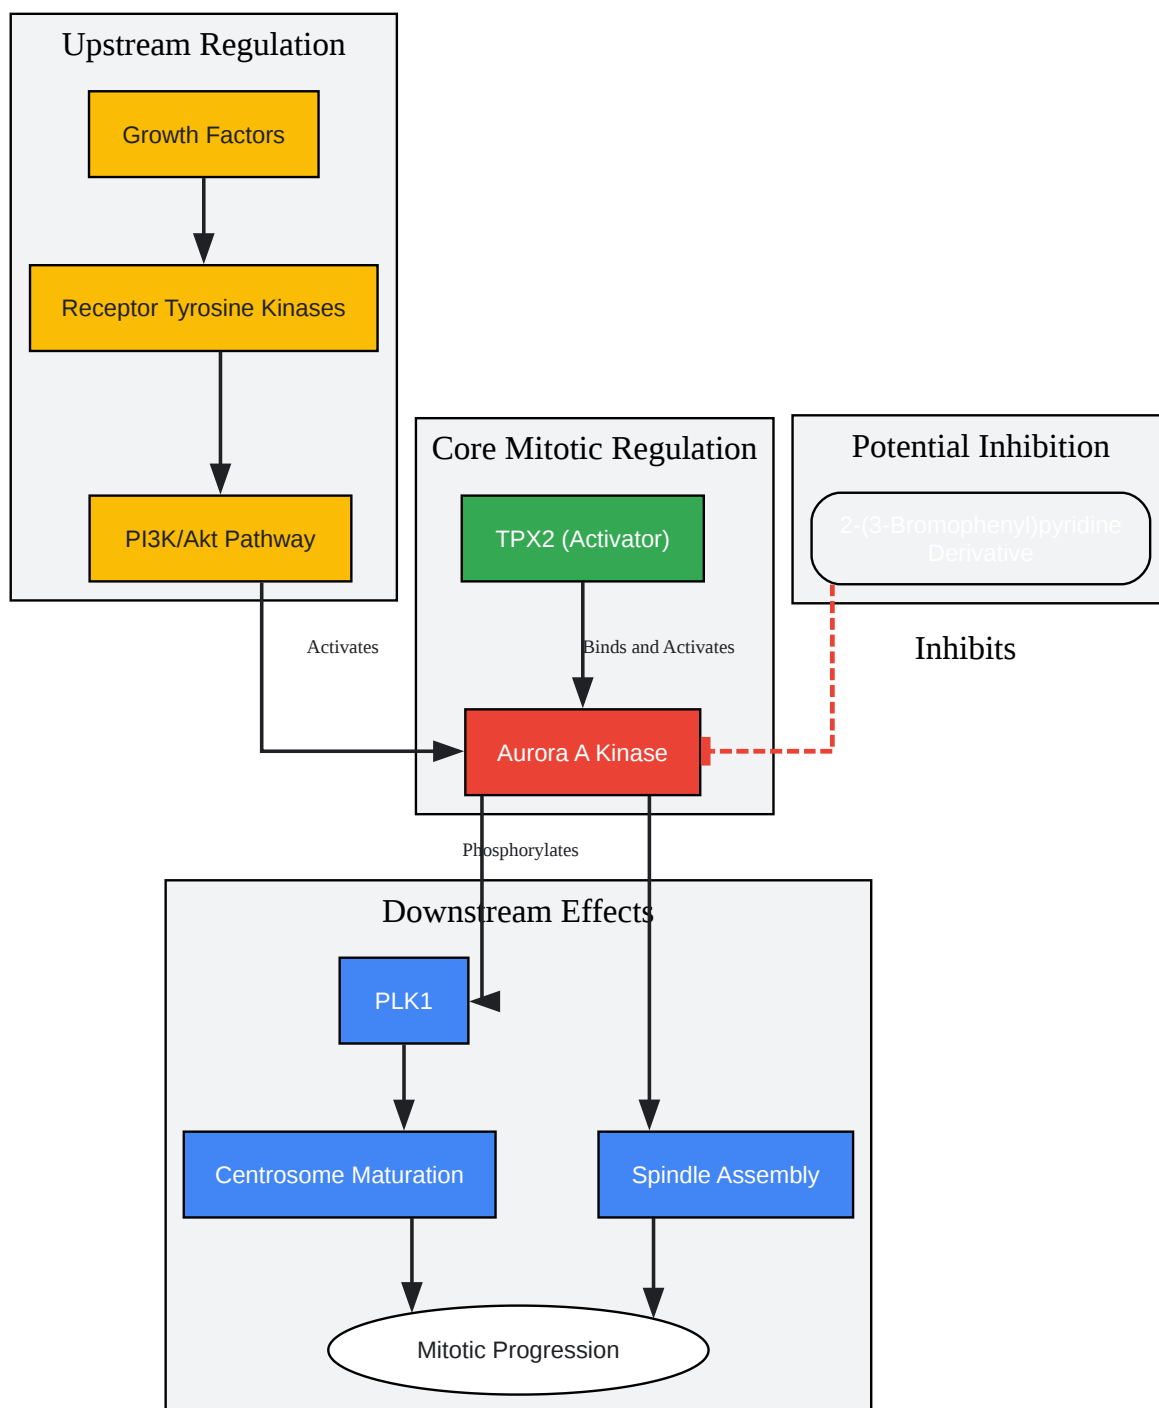 Upstream Regulation
Growth Factors
Receptor Tyrosine Kinases
PI3K/Akt Pathway
Activates
Core Mitotic Regulation
TPX2 (Activator)
Binds and Activates
Aurora A Kinase
Potential Inhibition
2-(3-Bromophenyl)pyridine
Derivative
Inhibits
Phosphorylates
Downstream Effects
PLK1
Centrosome Maturation
Spindle Assembly
Mitotic Progression